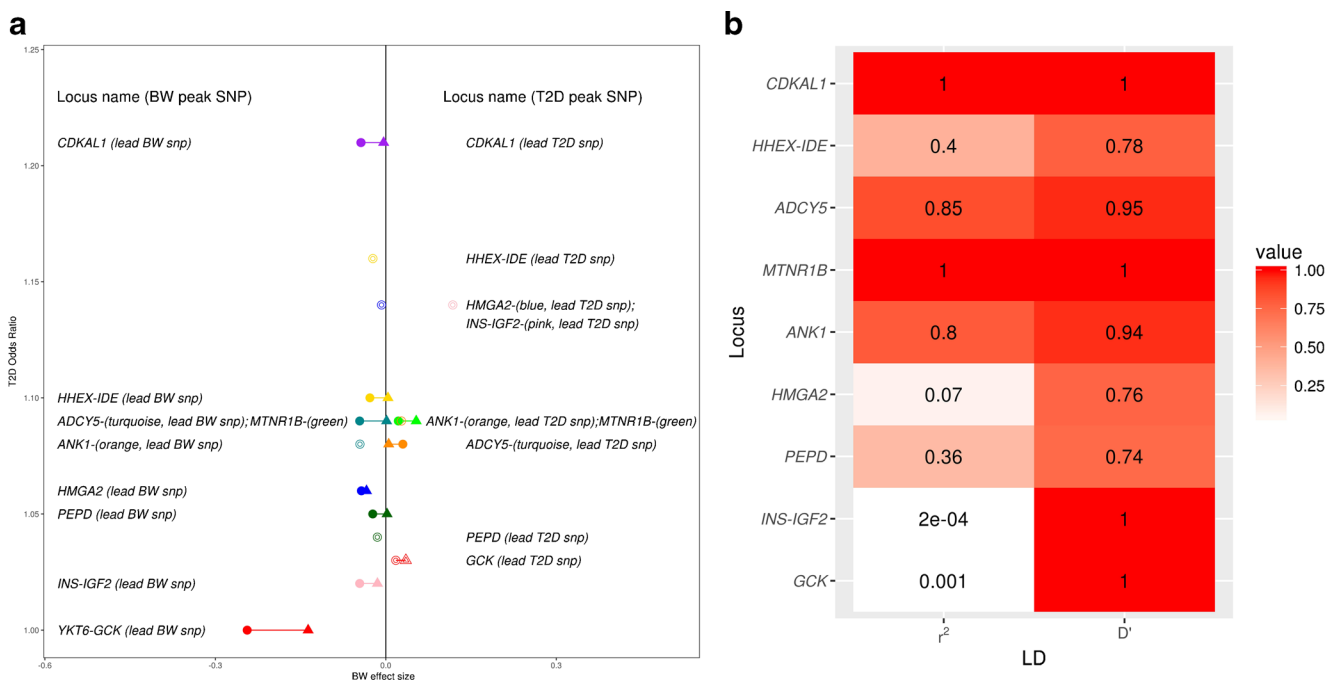 a
1.25
1.20
1.15
1.10
1.05
1.00
T2D Odds Ratio
Locus name (BW peak SNP)
Locus name (T2D peak SNP)
CDKAL1 (lead BW snp)
CDKAL1 (lead T2D snp)
HHEX-IDE (lead T2D snp)
HMGA2-(blue, lead T2D snp);
INS-IGF2-(pink, lead T2D snp)
HHEX-IDE (lead BW snp)
ADCY5-(turquoise, lead BW snp); MTNR1B-(green)
ANK1-(orange, lead T2D snp);MTNR1B-(green)
ANK1-(orange, lead BW snp)
ADCY5-(turquoise, lead T2D snp)
HMGA2 (lead BW snp)
PEPD (lead BW snp)
PEPD (lead T2D snp)
GCK (lead T2D snp)
INS-IGF2 (lead BW snp)
YKT6-GCK (lead BW snp)
-0.6
-0.3
0.0
0.3
BW effect size
b
Locus
CDKAL1 1 1
HHEX-IDE 0.4 0.78
ADCY5 0.85 0.95
MTNR1B 1 1
ANK1 0.8 0.94
HMGA2 0.07 0.76
PEPD 0.36 0.74
INS-IGF2 2e-04 1
GCK 0.001 1
r² D'
LD
value
1.00
0.75
0.50
0.25